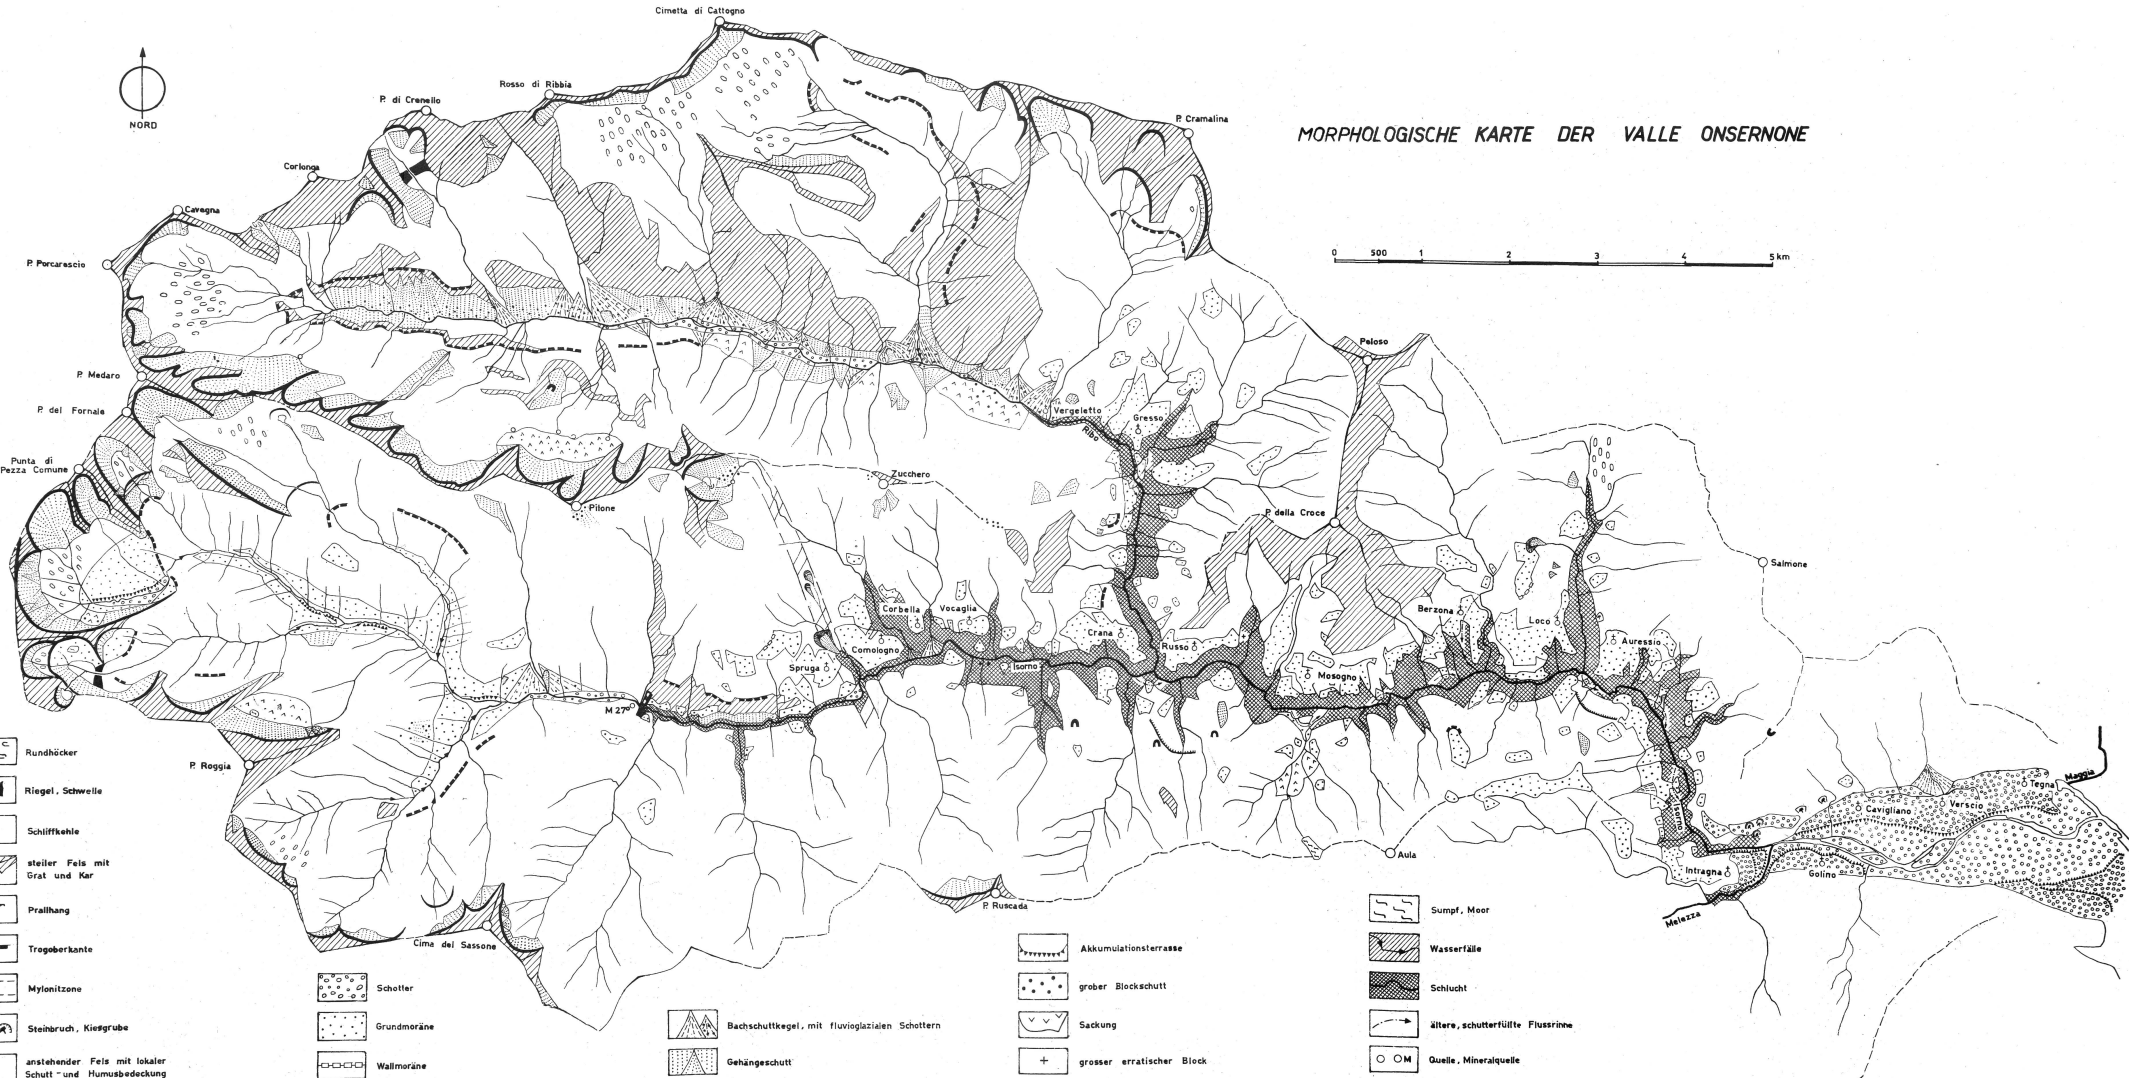 Cimetta di Cattogno
Rosso di Ribbia
P. di Crenello
NORD
P. Cramalina
MORPHOLOGISCHE KARTE DER VALLE ONSERNONE
Corlonga
Cavegna
0 500 1 2 3 4 5 km
P. Porcarescio
Peloso
P. Medaro
P. del Fornale
Vergeletto
Gresso
Ribo
Punta di
Pezza Comune
Zucchero
Pilone
P. della Croce
Salmone
Corbella
Vocaglia
Berzona
Loco
Crana
Auressio
Comologno
Russo
Spruga
Isorno
Mosogno
M 27°
Rundhöcker
P. Roggia
Maggia
Tegna
Riegel, Schwelle
Verscio
Cavigliano
Isorno
Schliffkehle
Aula
steiler Fels mit
Grat und Kar
Intragna
Golino
Prallhang
P. Ruscada
Sumpf, Moor
Melezza
Cima del Sassone
Trogoberkante
Akkumulationsterrasse
Wasserfälle
Mylonitzone
Schotter
grober Blockschutt
Schlucht
Steinbruch, Kiesgrube
Grundmoräne
Bachschuttkegel, mit fluvioglazialen Schottern
Sackung
ältere, schutterfüllte Flussrinne
anstehender Fels mit lokaler
Schutt- und Humusbedeckung
Wallmoräne
Gehängeschutt
grosser erratischer Block
M
Quelle, Mineralquelle